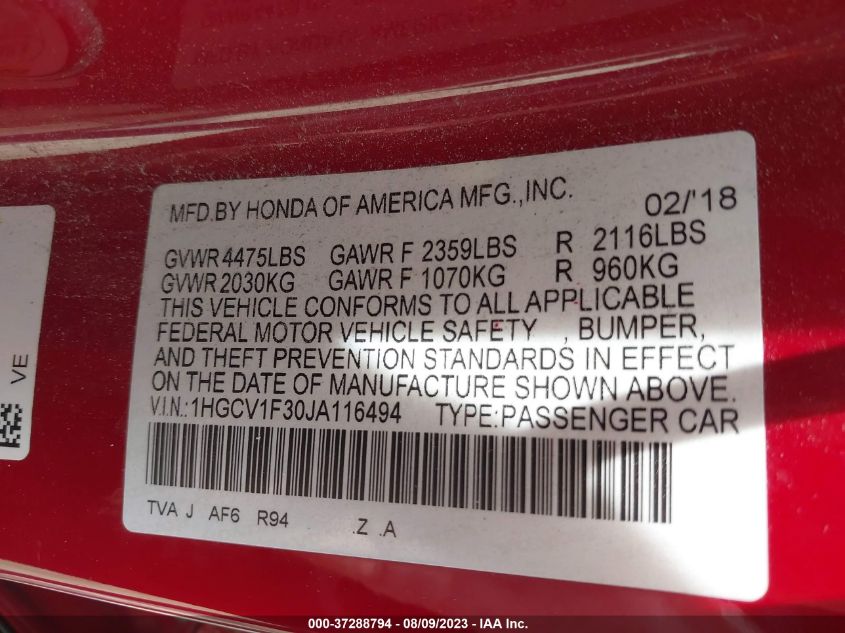 MFD.BY HONDA OF AMERICA MFG.,INC. 02/'18
GVWR 4475LBS GAWR F 2359LBS R 2116LBS
GVWR 2030KG GAWR F 1070KG R 960KG
THIS VEHICLE CONFORMS TO ALL APPLICABLE
FEDERAL MOTOR VEHICLE SAFETY , BUMPER,
AND THEFT PREVENTION STANDARDS IN EFFECT
ON THE DATE OF MANUFACTURE SHOWN ABOVE.
V.I.N.:1HGCV1F30JA116494 TYPE:PASSENGER CAR
TVA J AF6 R94 .Z .A
VE
000-37288794 - 08/09/2023 - IAA Inc.